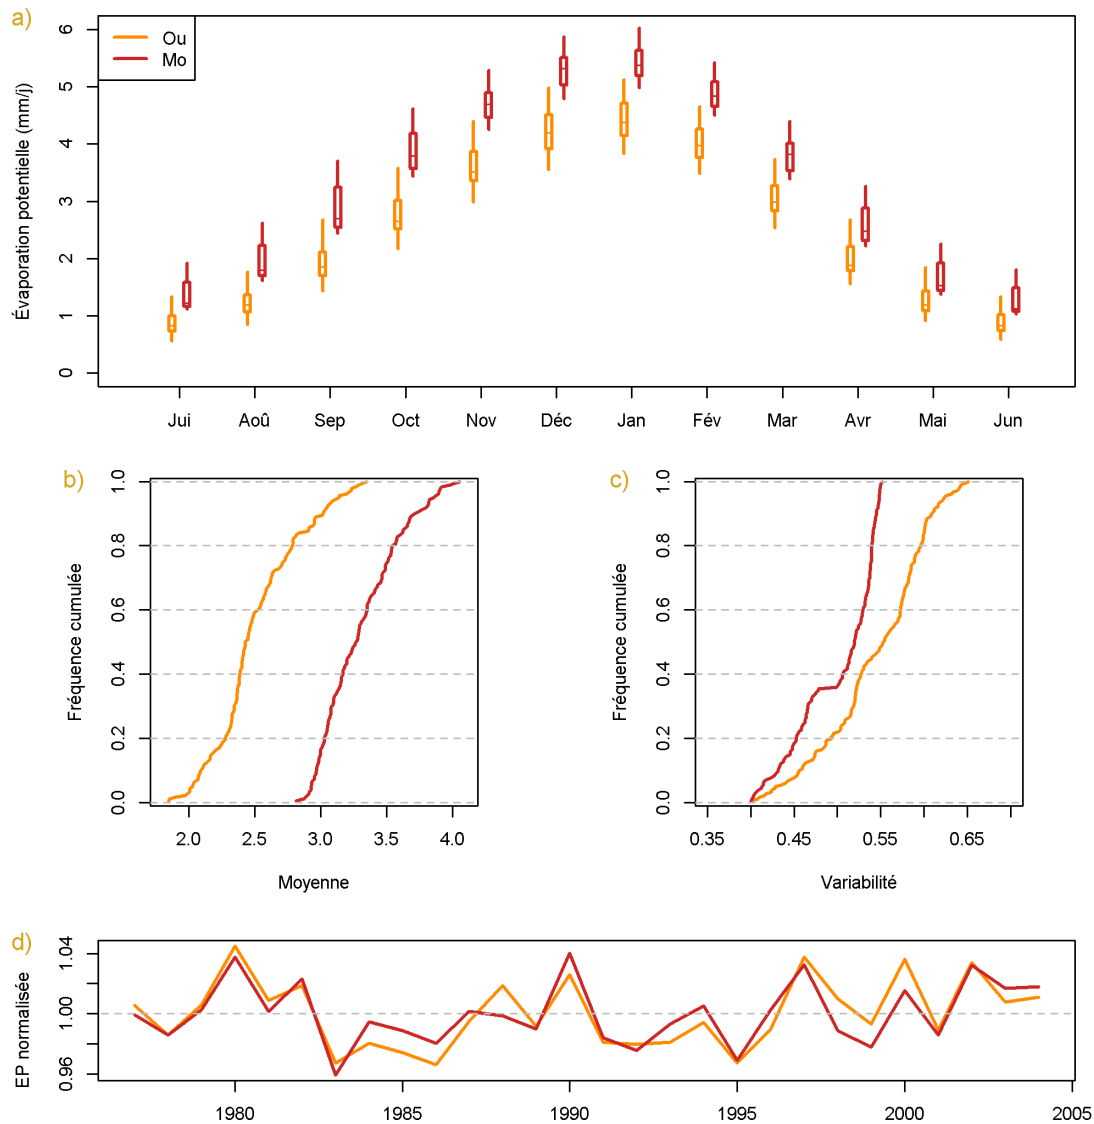 a)
Ou
Mo
Évaporation potentielle (mm/j)
6
5
4
3
2
1
0
Jui Aoû Sep Oct Nov Déc Jan Fév Mar Avr Mai Jun
b)
Fréquence cumulée
1.0
0.8
0.6
0.4
0.2
0.0
2.0 2.5 3.0 3.5 4.0
Moyenne
c)
Fréquence cumulée
1.0
0.8
0.6
0.4
0.2
0.0
0.35 0.45 0.55 0.65
Variabilité
d)
EP normalisée
1.04
1.00
0.96
1980 1985 1990 1995 2000 2005